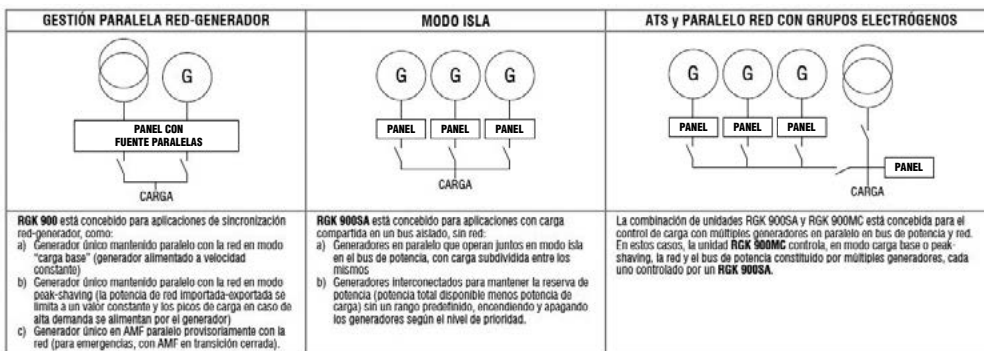 GESTIÓN PARALELA RED-GENERADOR
G
PANEL CON
FUENTE PARALELAS
CARGA
RGK 900 está concebido para aplicaciones de sincronización
red-generador, como:
a) Generador único mantenido paralelo con la red en modo
"carga base" (generador alimentado a velocidad
constante)
b) Generador único mantenido paralelo con la red en modo
peak-shaving (la potencia de red importada-exportada se
limita a un valor constante y los picos de carga en caso de
alta demanda se alimentan por el generador)
c) Generador único en AMF paralelo provisoriamente con la
red (para emergencias, con AMF en transición cerrada).
MODO ISLA
G G G
PANEL PANEL PANEL
CARGA
RGK 900SA está concebido para aplicaciones con carga
compartida en un bus aislado, sin red:
a) Generadores en paralelo que operan juntos en modo isla
en el bus de potencia, con carga subdividida entre los
mismos
b) Generadores interconectados para mantener la reserva de
potencia (potencia total disponible menos potencia de
carga) sin un rango predefinido, encendiendo y apagando
los generadores según el nivel de prioridad.
ATS y PARALELO RED CON GRUPOS ELECTRÓGENOS
G G G
PANEL PANEL PANEL
PANEL
CARGA
La combinación de unidades RGK 900SA y RGK 900MC está concebida para el
control de carga con múltiples generadores en paralelo en bus de potencia y red.
En estos casos, la unidad RGK 900MC controla, en modo carga base o peak-
shaving, la red y el bus de potencia constituido por múltiples generadores, cada
uno controlado por un RGK 900SA.